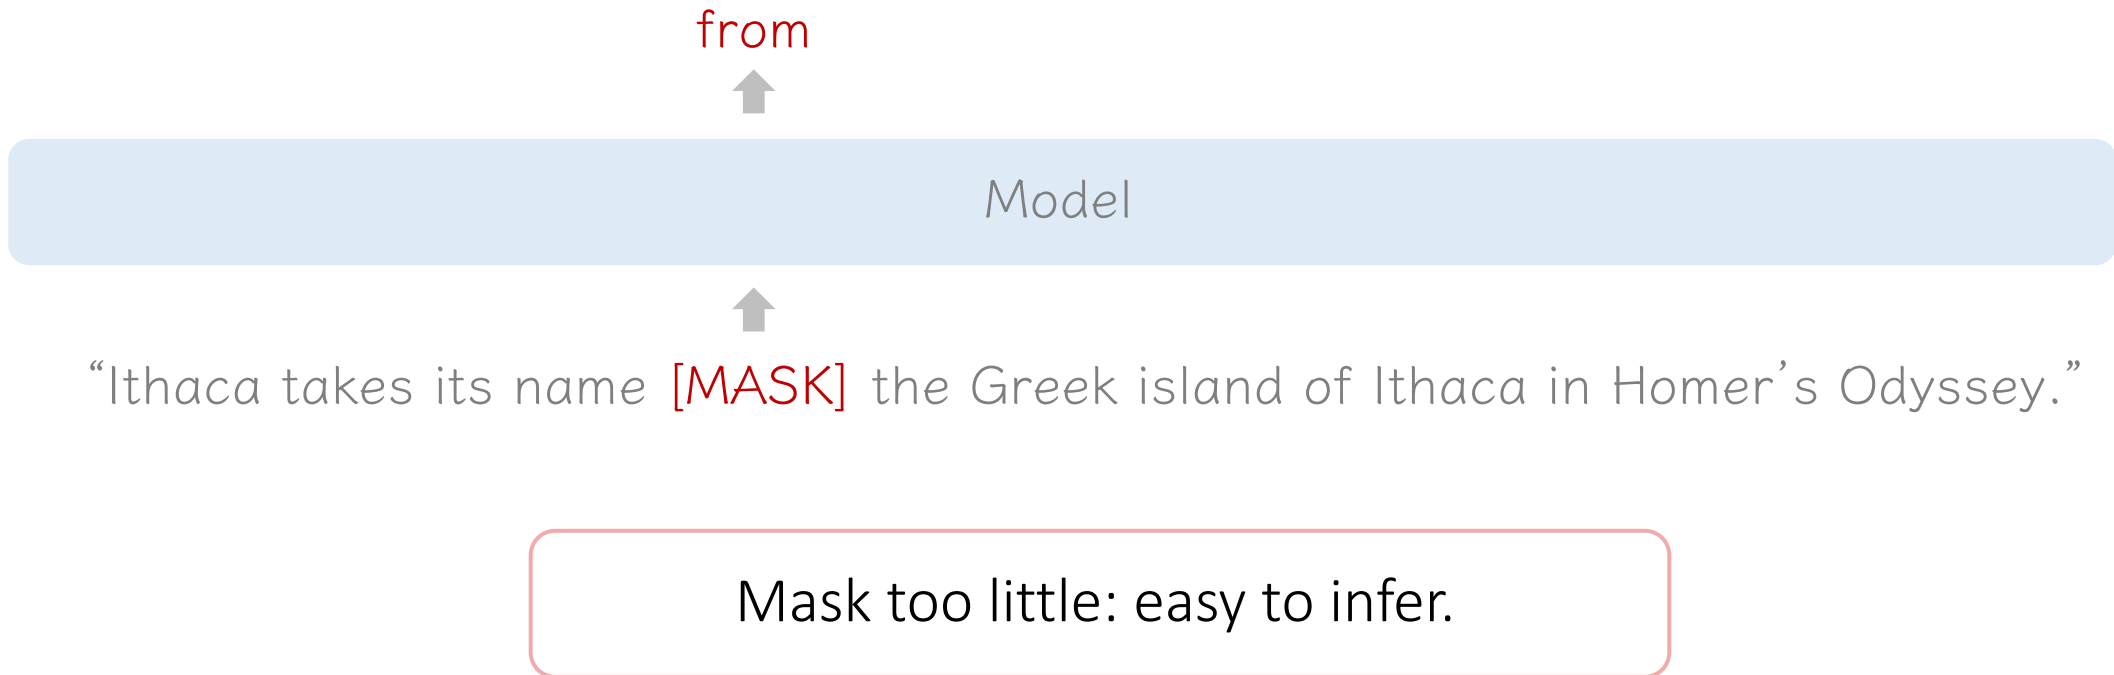 from
Model
“Ithaca takes its name [MASK] the Greek island of Ithaca in Homer’s Odyssey.”
Mask too little: easy to infer.